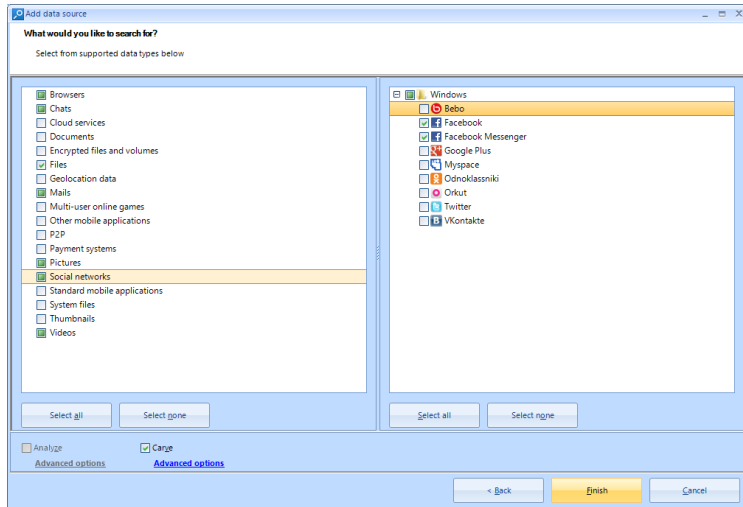 Add data source
What would you like to search for?
Select from supported data types below
Browsers
Chats
Cloud services
Documents
Encrypted files and volumes
Files
Geolocation data
Mails
Multi-user online games
Other mobile applications
P2P
Payment systems
Pictures
Social networks
Standard mobile applications
System files
Thumbnails
Videos
Select all
Select none
Windows
Bebo
Facebook
Facebook Messenger
Google Plus
Myspace
Odnoklassniki
Orkut
Twitter
VKontakte
Select all
Select none
Analyze
Carve
Advanced options
Advanced options
< Back
Finish
Cancel